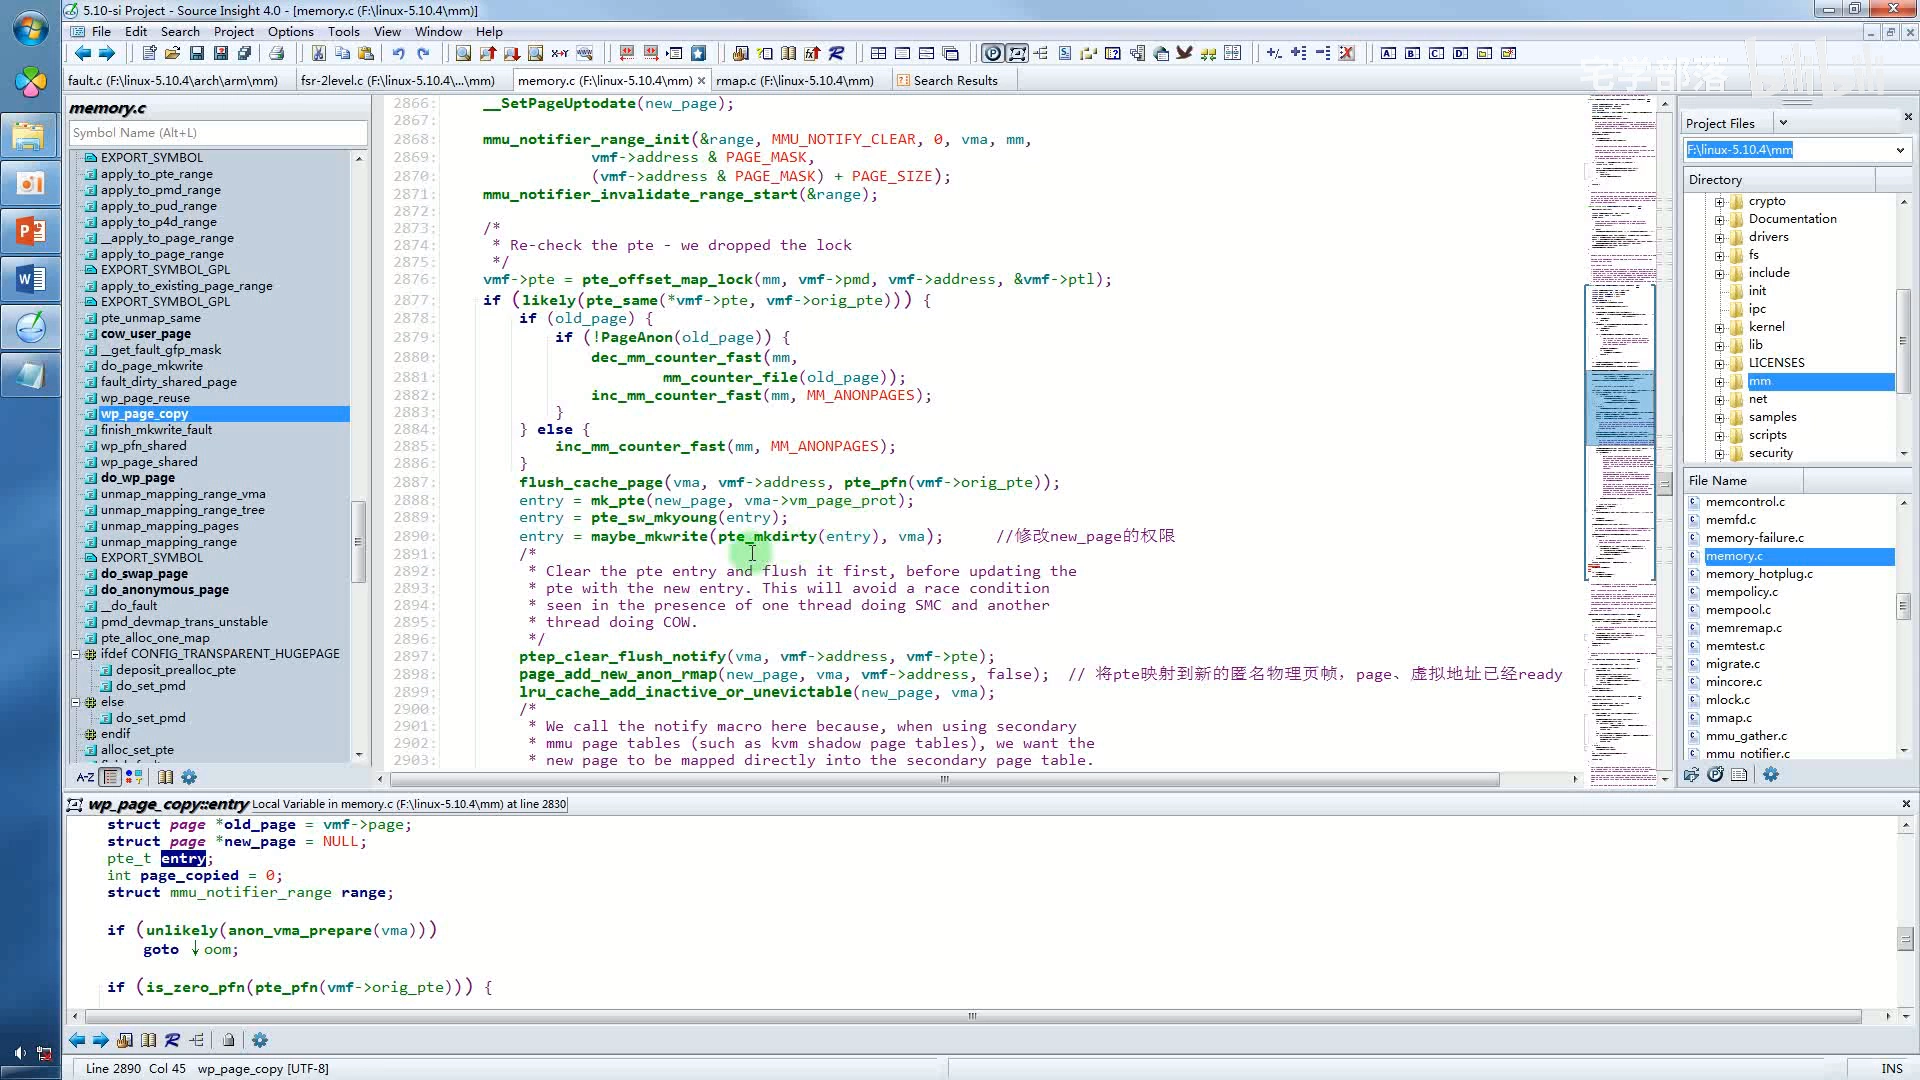 5.10-si Project - Source Insight 4.0 - [memory.c (F:\linux-5.10.4\mm)]
File Edit Search Project Options Tools View Window Help
fault.c (F:\linux-5.10.4\arch\arm\mm) fsr-2level.c (F:\linux-5.10.4\...\mm) memory.c (F:\linux-5.10.4\mm) rmap.c (F:\linux-5.10.4\mm) Search Results
宅学部落 bilibili
memory.c
Symbol Name (Alt+L)
EXPORT_SYMBOL
apply_to_pte_range
apply_to_pmd_range
apply_to_pud_range
apply_to_p4d_range
__apply_to_page_range
apply_to_page_range
EXPORT_SYMBOL_GPL
apply_to_existing_page_range
EXPORT_SYMBOL_GPL
pte_unmap_same
cow_user_page
__get_fault_gfp_mask
do_page_mkwrite
fault_dirty_shared_page
wp_page_reuse
wp_page_copy
finish_mkwrite_fault
wp_pfn_shared
wp_page_shared
do_wp_page
unmap_mapping_range_vma
unmap_mapping_range_tree
unmap_mapping_pages
unmap_mapping_range
EXPORT_SYMBOL
do_swap_page
do_anonymous_page
__do_fault
pmd_devmap_trans_unstable
pte_alloc_one_map
ifdef CONFIG_TRANSPARENT_HUGEPAGE
deposit_prealloc_pte
do_set_pmd
else
do_set_pmd
endif
alloc_set_pte
A-Z
2866: __SetPageUptodate(new_page);
2867:
2868: mmu_notifier_range_init(&range, MMU_NOTIFY_CLEAR, 0, vma, mm,
2869: vmf->address & PAGE_MASK,
2870: (vmf->address & PAGE_MASK) + PAGE_SIZE);
2871: mmu_notifier_invalidate_range_start(&range);
2872:
2873: /*
2874: * Re-check the pte - we dropped the lock
2875: */
2876: vmf->pte = pte_offset_map_lock(mm, vmf->pmd, vmf->address, &vmf->ptl);
2877: if (likely(pte_same(*vmf->pte, vmf->orig_pte))) {
2878: if (old_page) {
2879: if (!PageAnon(old_page)) {
2880: dec_mm_counter_fast(mm,
2881: mm_counter_file(old_page));
2882: inc_mm_counter_fast(mm, MM_ANONPAGES);
2883: }
2884: } else {
2885: inc_mm_counter_fast(mm, MM_ANONPAGES);
2886: }
2887: flush_cache_page(vma, vmf->address, pte_pfn(vmf->orig_pte));
2888: entry = mk_pte(new_page, vma->vm_page_prot);
2889: entry = pte_sw_mkyoung(entry);
2890: entry = maybe_mkwrite(pte_mkdirty(entry), vma); //修改new_page的权限
2891: /*
2892: * Clear the pte entry and flush it first, before updating the
2893: * pte with the new entry. This will avoid a race condition
2894: * seen in the presence of one thread doing SMC and another
2895: * thread doing COW.
2896: */
2897: ptep_clear_flush_notify(vma, vmf->address, vmf->pte);
2898: page_add_new_anon_rmap(new_page, vma, vmf->address, false); // 将pte映射到新的匿名物理页帧，page、虚拟地址已经ready
2899: lru_cache_add_inactive_or_unevictable(new_page, vma);
2900: /*
2901: * We call the notify macro here because, when using secondary
2902: * mmu page tables (such as kvm shadow page tables), we want the
2903: * new page to be mapped directly into the secondary page table.
Project Files
F:\linux-5.10.4\mm
Directory
crypto
Documentation
drivers
fs
include
init
ipc
kernel
lib
LICENSES
mm
net
samples
scripts
security
File Name
memcontrol.c
memfd.c
memory-failure.c
memory.c
memory_hotplug.c
mempolicy.c
mempool.c
memremap.c
memtest.c
migrate.c
mincore.c
mlock.c
mmap.c
mmu_gather.c
mmu_notifier.c
wp_page_copy::entry Local Variable in memory.c (F:\linux-5.10.4\mm) at line 2830
struct page *old_page = vmf->page;
struct page *new_page = NULL;
pte_t entry;
int page_copied = 0;
struct mmu_notifier_range range;
if (unlikely(anon_vma_prepare(vma)))
goto ↓oom;
if (is_zero_pfn(pte_pfn(vmf->orig_pte))) {
Line 2890 Col 45 wp_page_copy [UTF-8] INS